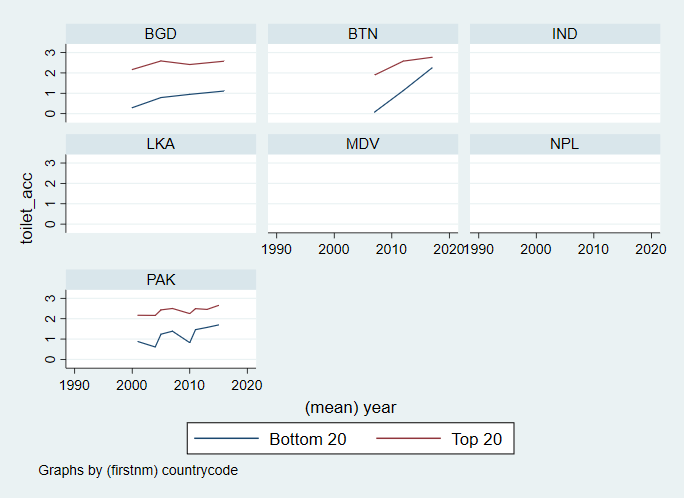 BGD BTN IND
3
2
1
0
LKA MDV NPL
3
2
1
0
1990 2000 2010 2020 1990 2000 2010 2020
PAK
3
2
1
0
1990 2000 2010 2020
toilet_acc
(mean) year
Bottom 20 Top 20
Graphs by (firstnm) countrycode